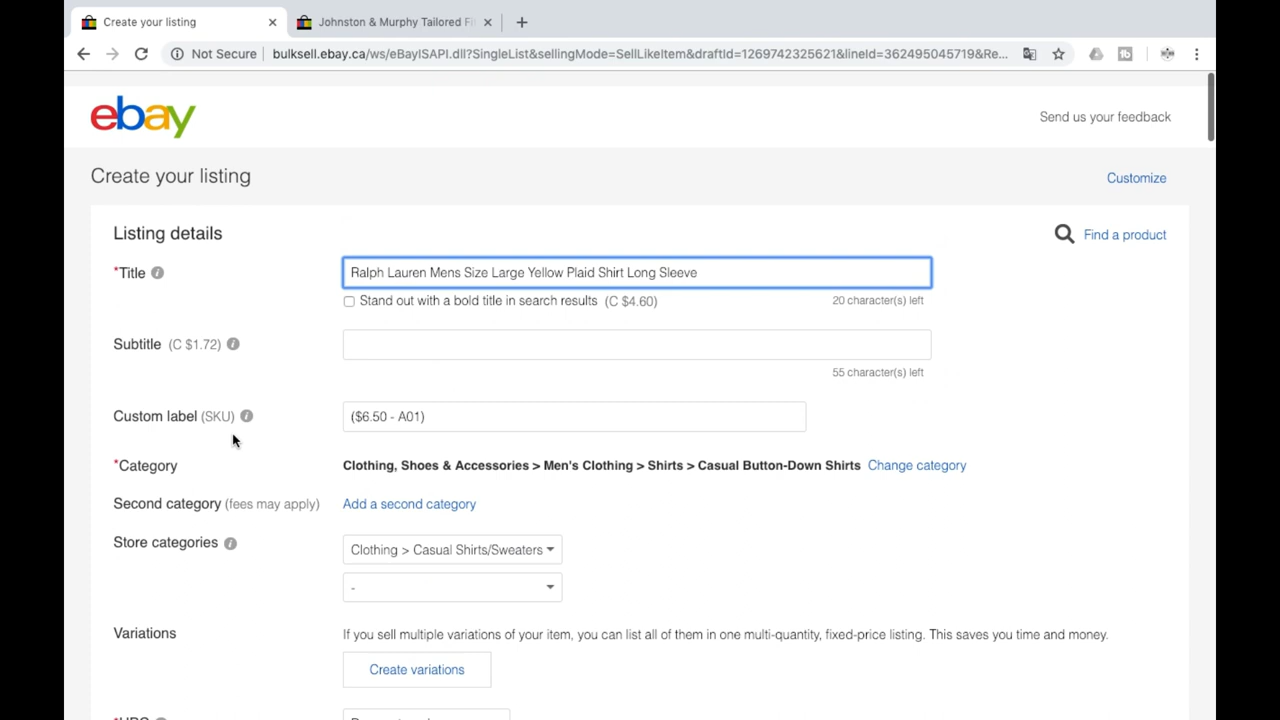 Create your listing
Johnston & Murphy Tailored Fi
Not Secure
bulksell.ebay.ca/ws/eBayISAPI.dll?SingleList&sellingMode=SellLikeItem&draftId=1269742325621&lineId=362495045719&Re...
ebay
Send us your feedback
Create your listing
Customize
Listing details
Find a product
*Title
Ralph Lauren Mens Size Large Yellow Plaid Shirt Long Sleeve
Stand out with a bold title in search results (C $4.60)
20 character(s) left
Subtitle (C $1.72)
55 character(s) left
Custom label (SKU)
($6.50 - A01)
*Category
Clothing, Shoes & Accessories > Men's Clothing > Shirts > Casual Button-Down Shirts Change category
Second category (fees may apply)
Add a second category
Store categories
Clothing > Casual Shirts/Sweaters
-
Variations
If you sell multiple variations of your item, you can list all of them in one multi-quantity, fixed-price listing. This saves you time and money.
Create variations